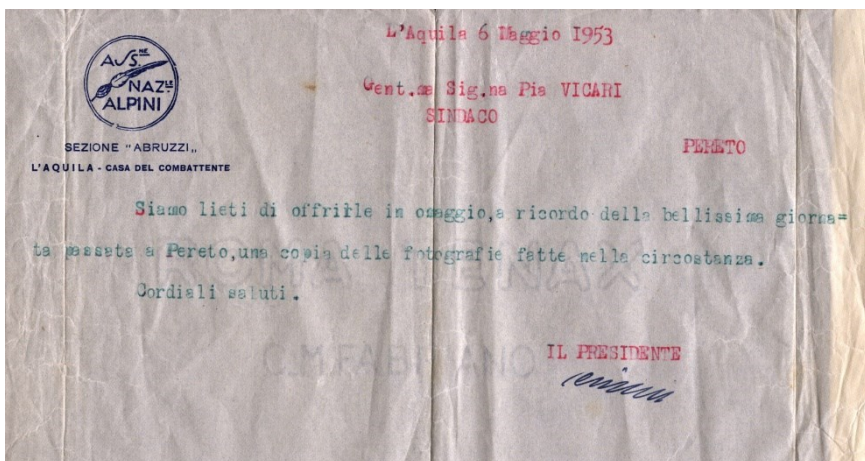 L'Aquila 6 Maggio 1953
ASS.NE
NAZ.LE
ALPINI
SEZIONE "ABRUZZI„
L'AQUILA - CASA DEL COMBATTENTE
Gent.ma Sig.na Pia VICARI
SINDACO
PERETO
Siamo lieti di offrirle in omaggio,a ricordo della bellissima giorna=
ta passata a Pereto,una copia delle fotografie fatte nella circostanza.
Cordiali saluti.
IL PRESIDENTE